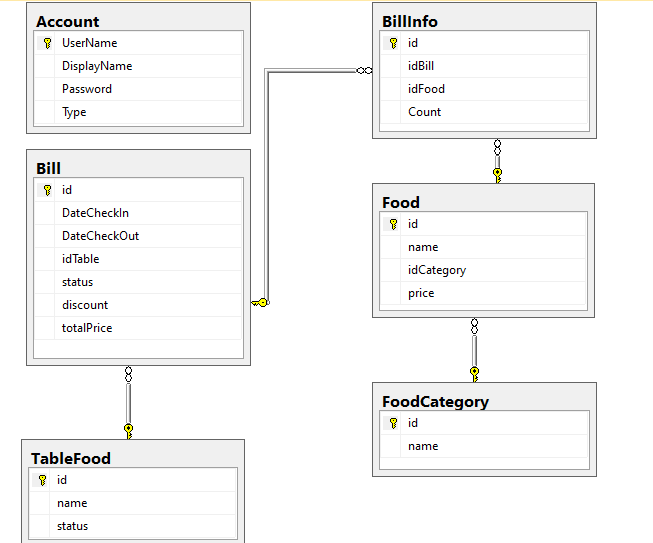 Account
UserName
DisplayName
Password
Type
Bill
id
DateCheckIn
DateCheckOut
idTable
status
discount
totalPrice
TableFood
id
name
status
BillInfo
id
idBill
idFood
Count
Food
id
name
idCategory
price
FoodCategory
id
name